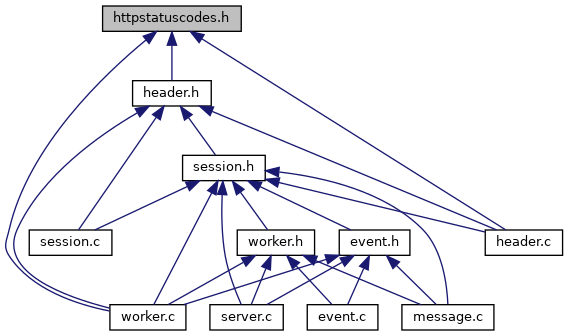 httpstatuscodes.h
header.h
session.h
session.c
worker.h
event.h
header.c
worker.c
server.c
event.c
message.c